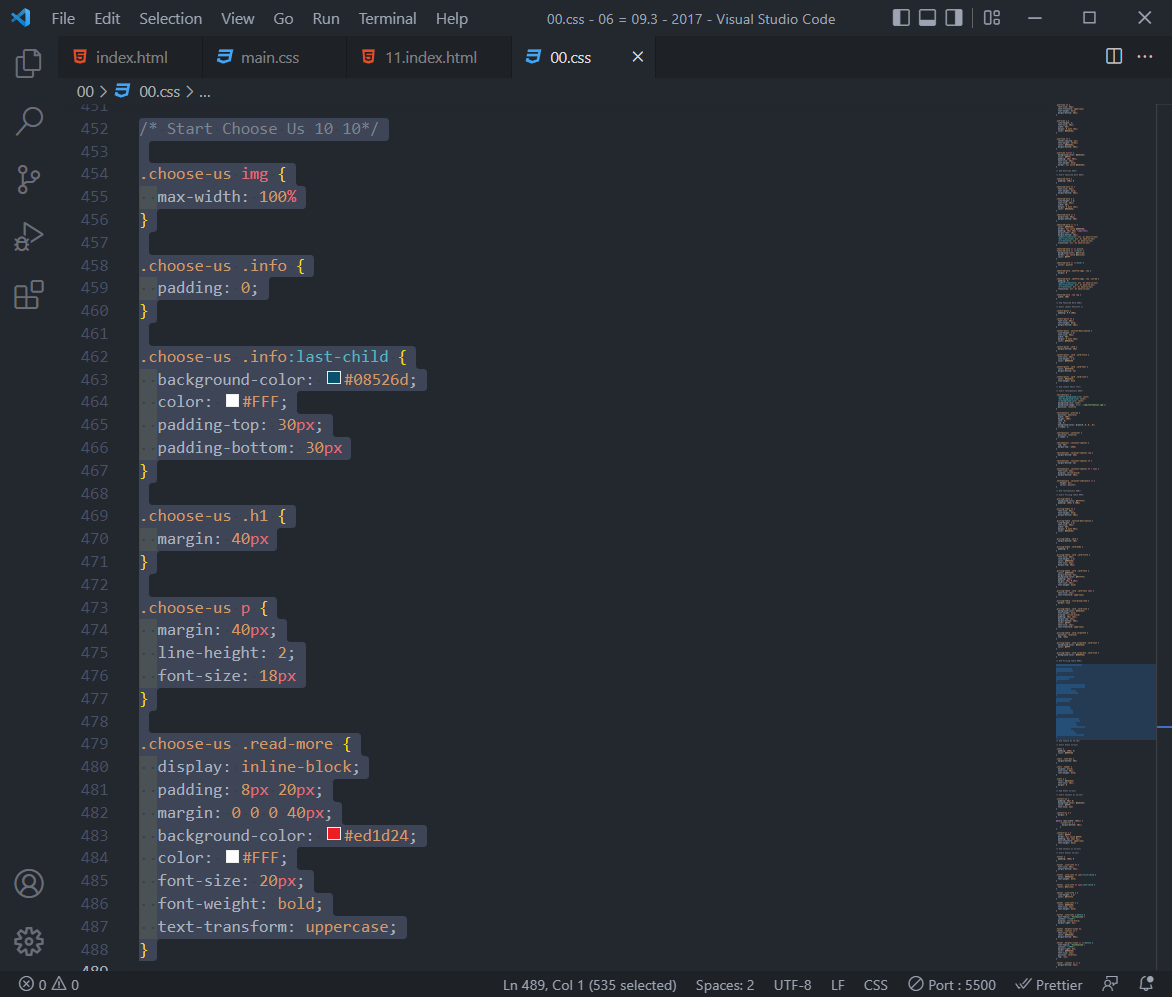 File Edit Selection View Go Run Terminal Help 00.css - 06 = 09.3 - 2017 - Visual Studio Code
index.html main.css 11.index.html 00.css
00 > 00.css > ...
451
452 /* Start Choose Us 10 10*/
453
454 .choose-us img {
455 max-width: 100%
456 }
457
458 .choose-us .info {
459 padding: 0;
460 }
461
462 .choose-us .info:last-child {
463 background-color: #08526d;
464 color: #FFF;
465 padding-top: 30px;
466 padding-bottom: 30px
467 }
468
469 .choose-us .h1 {
470 margin: 40px
471 }
472
473 .choose-us p {
474 margin: 40px;
475 line-height: 2;
476 font-size: 18px
477 }
478
479 .choose-us .read-more {
480 display: inline-block;
481 padding: 8px 20px;
482 margin: 0 0 0 40px;
483 background-color: #ed1d24;
484 color: #FFF;
485 font-size: 20px;
486 font-weight: bold;
487 text-transform: uppercase;
488 }
489
0 0 Ln 489, Col 1 (535 selected) Spaces: 2 UTF-8 LF CSS Port : 5500 Prettier